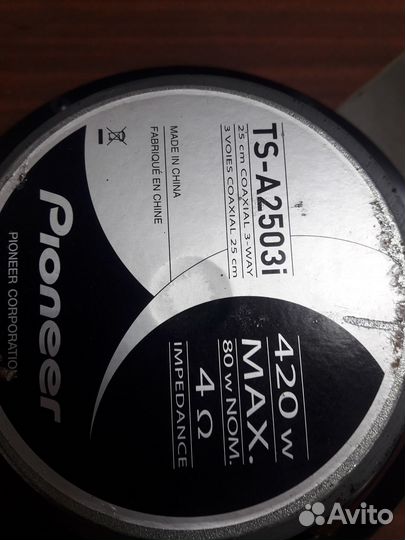 TS-A2503i
25 cm COAXIAL 3-WAY
3 VOIES COAXIAL 25 cm
MADE IN CHINA
FABRIQUÉ EN CHINE
420 w
MAX.
80 w NOM.
4 Ω
IMPEDANCE
Pioneer
PIONEER CORPORATION
Avito